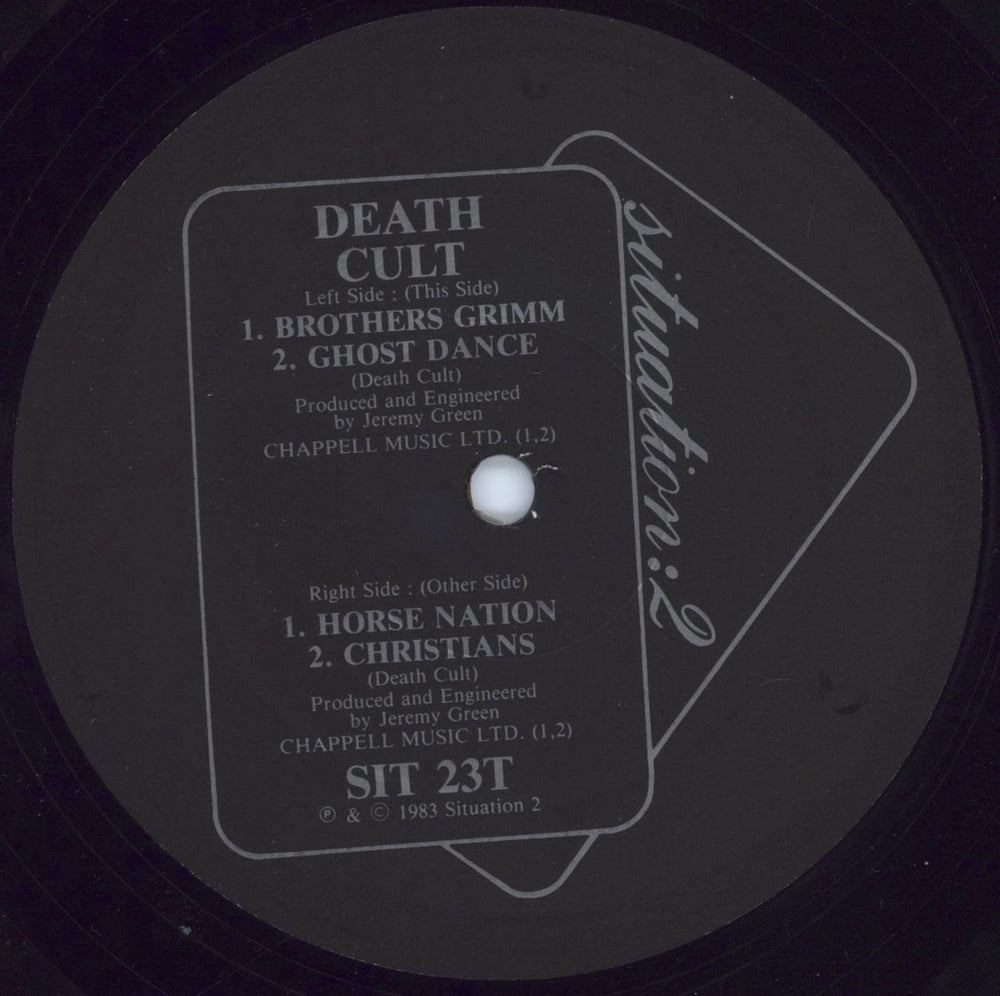 DEATH
CULT
Left Side : (This Side)
1. BROTHERS GRIMM
2. GHOST DANCE
(Death Cult)
Produced and Engineered
by Jeremy Green
CHAPPELL MUSIC LTD. (1,2)
Right Side : (Other Side)
1. HORSE NATION
2. CHRISTIANS
(Death Cult)
Produced and Engineered
by Jeremy Green
CHAPPELL MUSIC LTD. (1,2)
SIT 23T
℗ & © 1983 Situation 2
situation:2